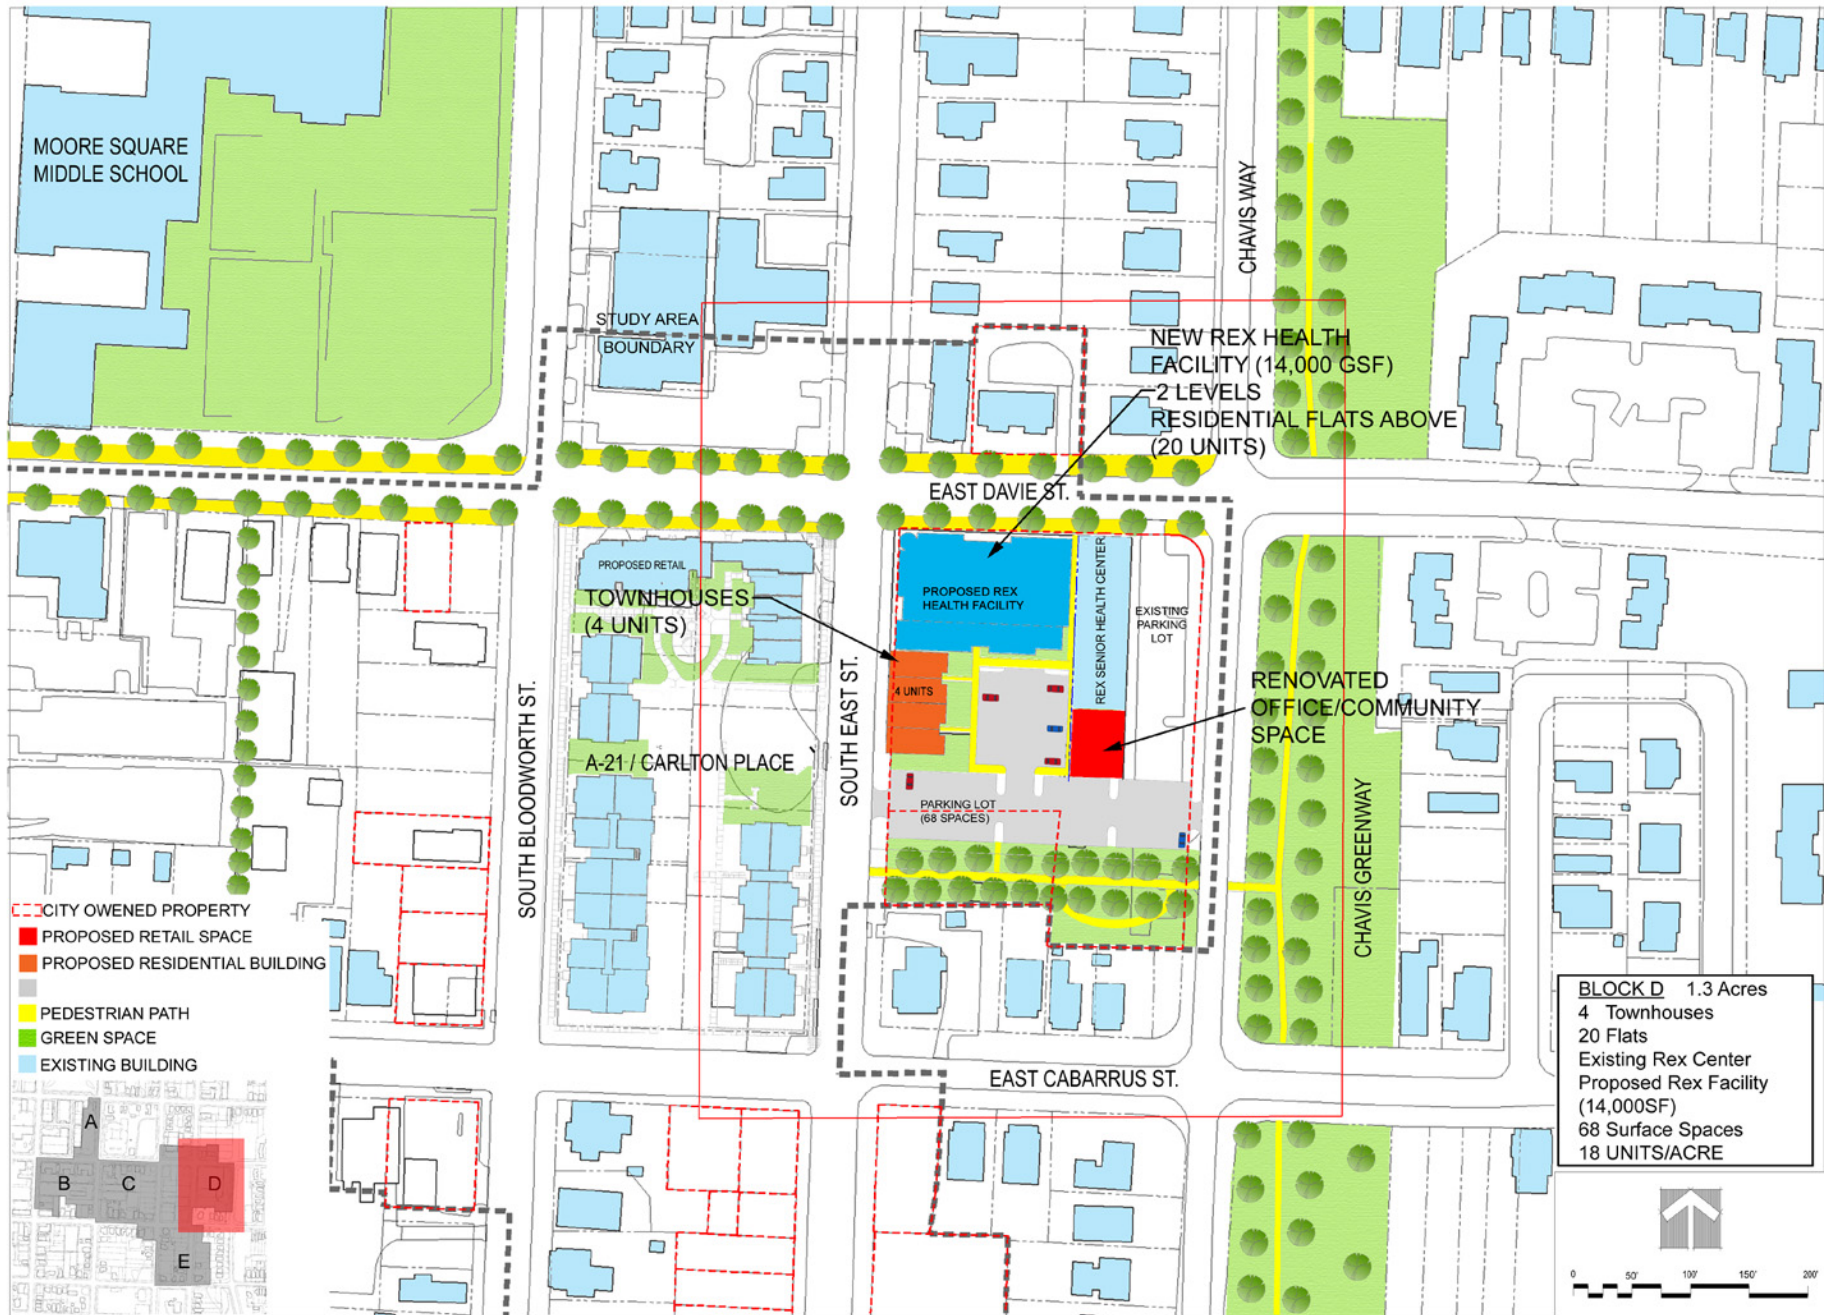 MOORE SQUARE
MIDDLE SCHOOL
CHAVIS WAY
STUDY AREA
BOUNDARY
NEW REX HEALTH
FACILITY (14,000 GSF)
-2 LEVELS
RESIDENTIAL FLATS ABOVE
(20 UNITS)
EAST DAVIE ST.
PROPOSED RETAIL
TOWNHOUSES
(4 UNITS)
PROPOSED REX
HEALTH FACILITY
REX SENIOR HEALTH CENTER
EXISTING
PARKING
LOT
4 UNITS
RENOVATED
OFFICE/COMMUNITY
SPACE
SOUTH BLOODWORTH ST.
A-21 / CARLTON PLACE
SOUTH EAST ST.
PARKING LOT
(68 SPACES)
CHAVIS GREENWAY
CITY OWENED PROPERTY
PROPOSED RETAIL SPACE
PROPOSED RESIDENTIAL BUILDING
PEDESTRIAN PATH
GREEN SPACE
EXISTING BUILDING
EAST CABARRUS ST.
BLOCK D 1.3 Acres
4 Townhouses
20 Flats
Existing Rex Center
Proposed Rex Facility
(14,000SF)
68 Surface Spaces
18 UNITS/ACRE
A
B
C
D
E
0 50' 100' 150' 200'